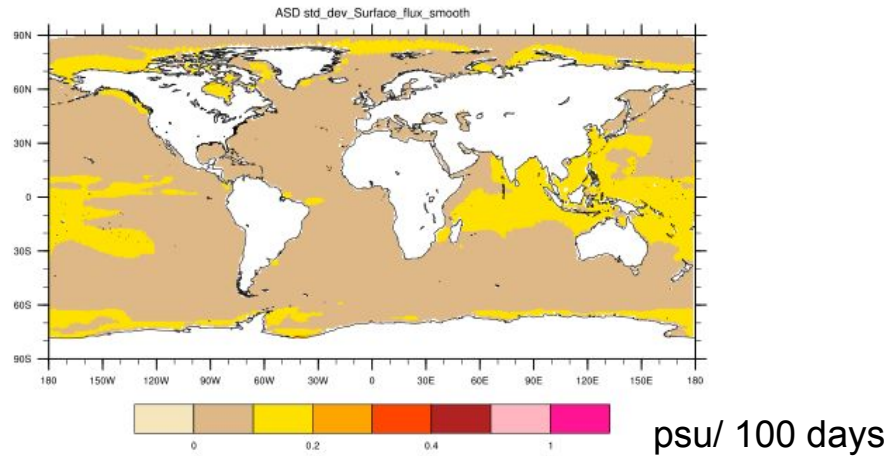 ASD std_dev_Surface_flux_smooth
90N
60N
30N
0
30S
60S
90S
180 150W 120W 90W 60W 30W 0 30E 60E 90E 120E 150E 180
0 0.2 0.4 1
psu/ 100 days